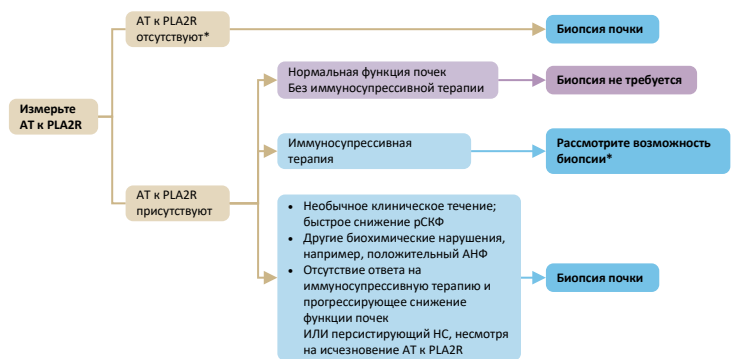 АТ к PLA2R
отсутствуют*
Биопсия почки
Нормальная функция почек
Без иммуносупрессивной терапии
Биопсия не требуется
Измерьте
АТ к PLA2R
Иммуносупрессивная
терапия
Рассмотрите возможность
биопсии*
АТ к PLA2R
присутствуют
• Необычное клиническое течение;
быстрое снижение рСКФ
• Другие биохимические нарушения,
например, положительный АНФ
• Отсутствие ответа на
иммуносупрессивную терапию и
прогрессирующее снижение
функции почек
ИЛИ персистирующий НС, несмотря
на исчезновение АТ к PLA2R
Биопсия почки